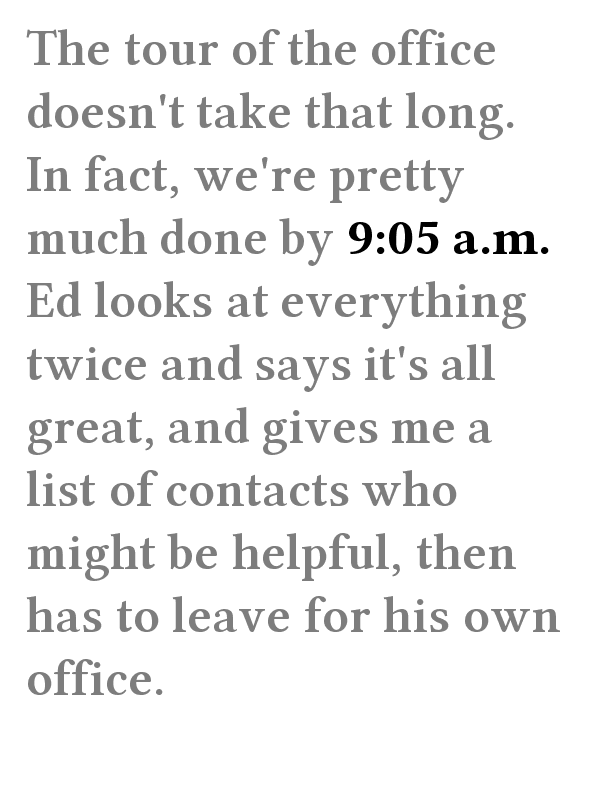 The tour of the office
doesn't take that long.
In fact, we're pretty
much done by 9:05 a.m.
Ed looks at everything
twice and says it's all
great, and gives me a
list of contacts who
might be helpful, then
has to leave for his own
office.